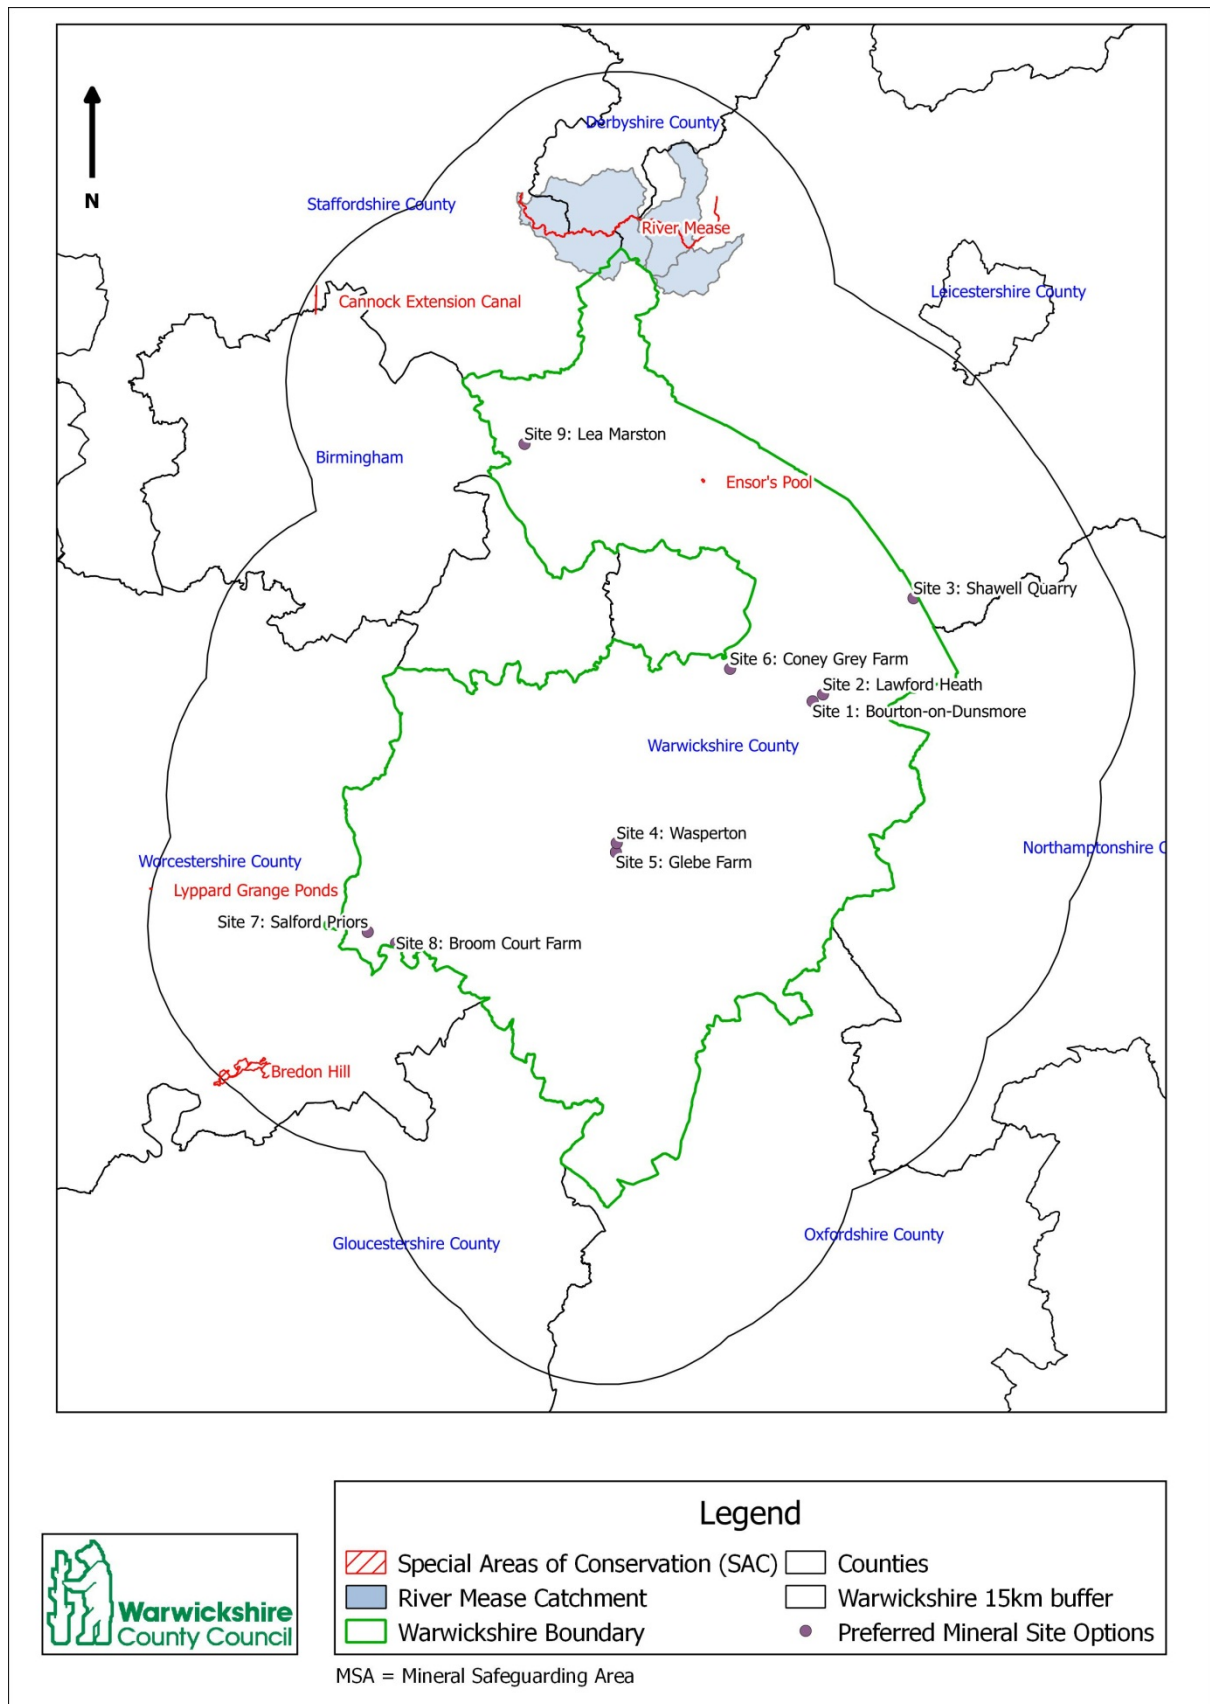 Derbyshire County
N
Staffordshire County
River Mease
Leicestershire County
Cannock Extension Canal
Site 9: Lea Marston
Birmingham
Ensor's Pool
Site 3: Shawell Quarry
Site 6: Coney Grey Farm
Site 2: Lawford Heath
Site 1: Bourton-on-Dunsmore
Warwickshire County
Site 4: Wasperton
Site 5: Glebe Farm
Northamptonshire C
Worcestershire County
Lyppard Grange Ponds
Site 7: Salford Priors
Site 8: Broom Court Farm
Bredon Hill
Gloucestershire County
Oxfordshire County
Legend
Special Areas of Conservation (SAC)
Counties
River Mease Catchment
Warwickshire 15km buffer
Warwickshire Boundary
Preferred Mineral Site Options
MSA = Mineral Safeguarding Area
Warwickshire
County Council